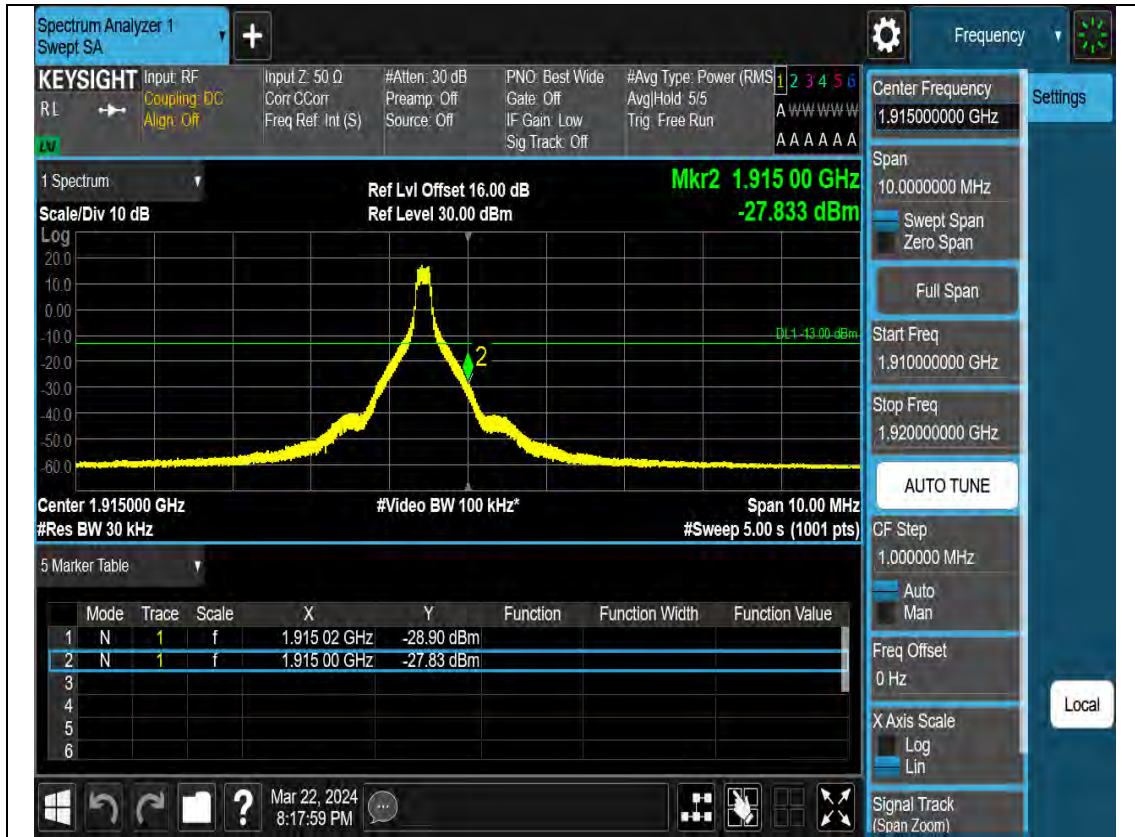 Spectrum Analyzer 1
Swept SA
+
Frequency
KEYSIGHT
RL
LXI
Input: RF
Coupling: DC
Align: Off
Input Z: 50 Ω
Corr CCorr
Freq Ref: Int (S)
#Atten: 30 dB
Preamp: Off
Source: Off
PNO: Best Wide
Gate: Off
IF Gain: Low
Sig Track: Off
#Avg Type: Power (RMS
Avg|Hold: 5/5
Trig: Free Run
1 2 3 4 5 6
A W W W W W
A A A A A A
1 Spectrum
Scale/Div 10 dB
Ref Lvl Offset 16.00 dB
Ref Level 30.00 dBm
Mkr2 1.915 00 GHz
-27.833 dBm
Log
20.0
10.0
0.00
-10.0
-20.0
-30.0
-40.0
-50.0
-60.0
DL1 -13.00 dBm
2
Center 1.915000 GHz
#Video BW 100 kHz*
Span 10.00 MHz
#Res BW 30 kHz
#Sweep 5.00 s (1001 pts)
5 Marker Table
Mode Trace Scale X Y Function Function Width Function Value
1 N 1 f 1.915 02 GHz -28.90 dBm
2 N 1 f 1.915 00 GHz -27.83 dBm
3
4
5
6
?
Mar 22, 2024
8:17:59 PM
Center Frequency
1.915000000 GHz
Settings
Span
10.0000000 MHz
Swept Span
Zero Span
Full Span
Start Freq
1.910000000 GHz
Stop Freq
1.920000000 GHz
AUTO TUNE
CF Step
1.000000 MHz
Auto
Man
Freq Offset
0 Hz
X Axis Scale
Log
Lin
Signal Track
(Span Zoom)
Local